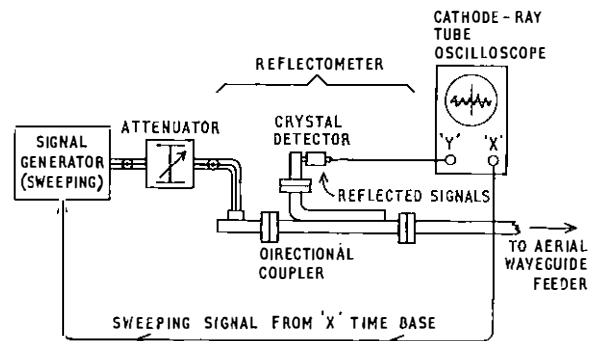 CATHODE-RAY
TUBE
OSCILLOSCOPE
REFLECTOMETER
CRYSTAL
DETECTOR
'Y'
'X'
ATTENUATOR
SIGNAL
GENERATOR
(SWEEPING)
REFLECTED SIGNALS
OIRECTIONAL
COUPLER
TO AERIAL
WAVEGUIDE
FEEDER
SWEEPING SIGNAL FROM 'X' TIME BASE